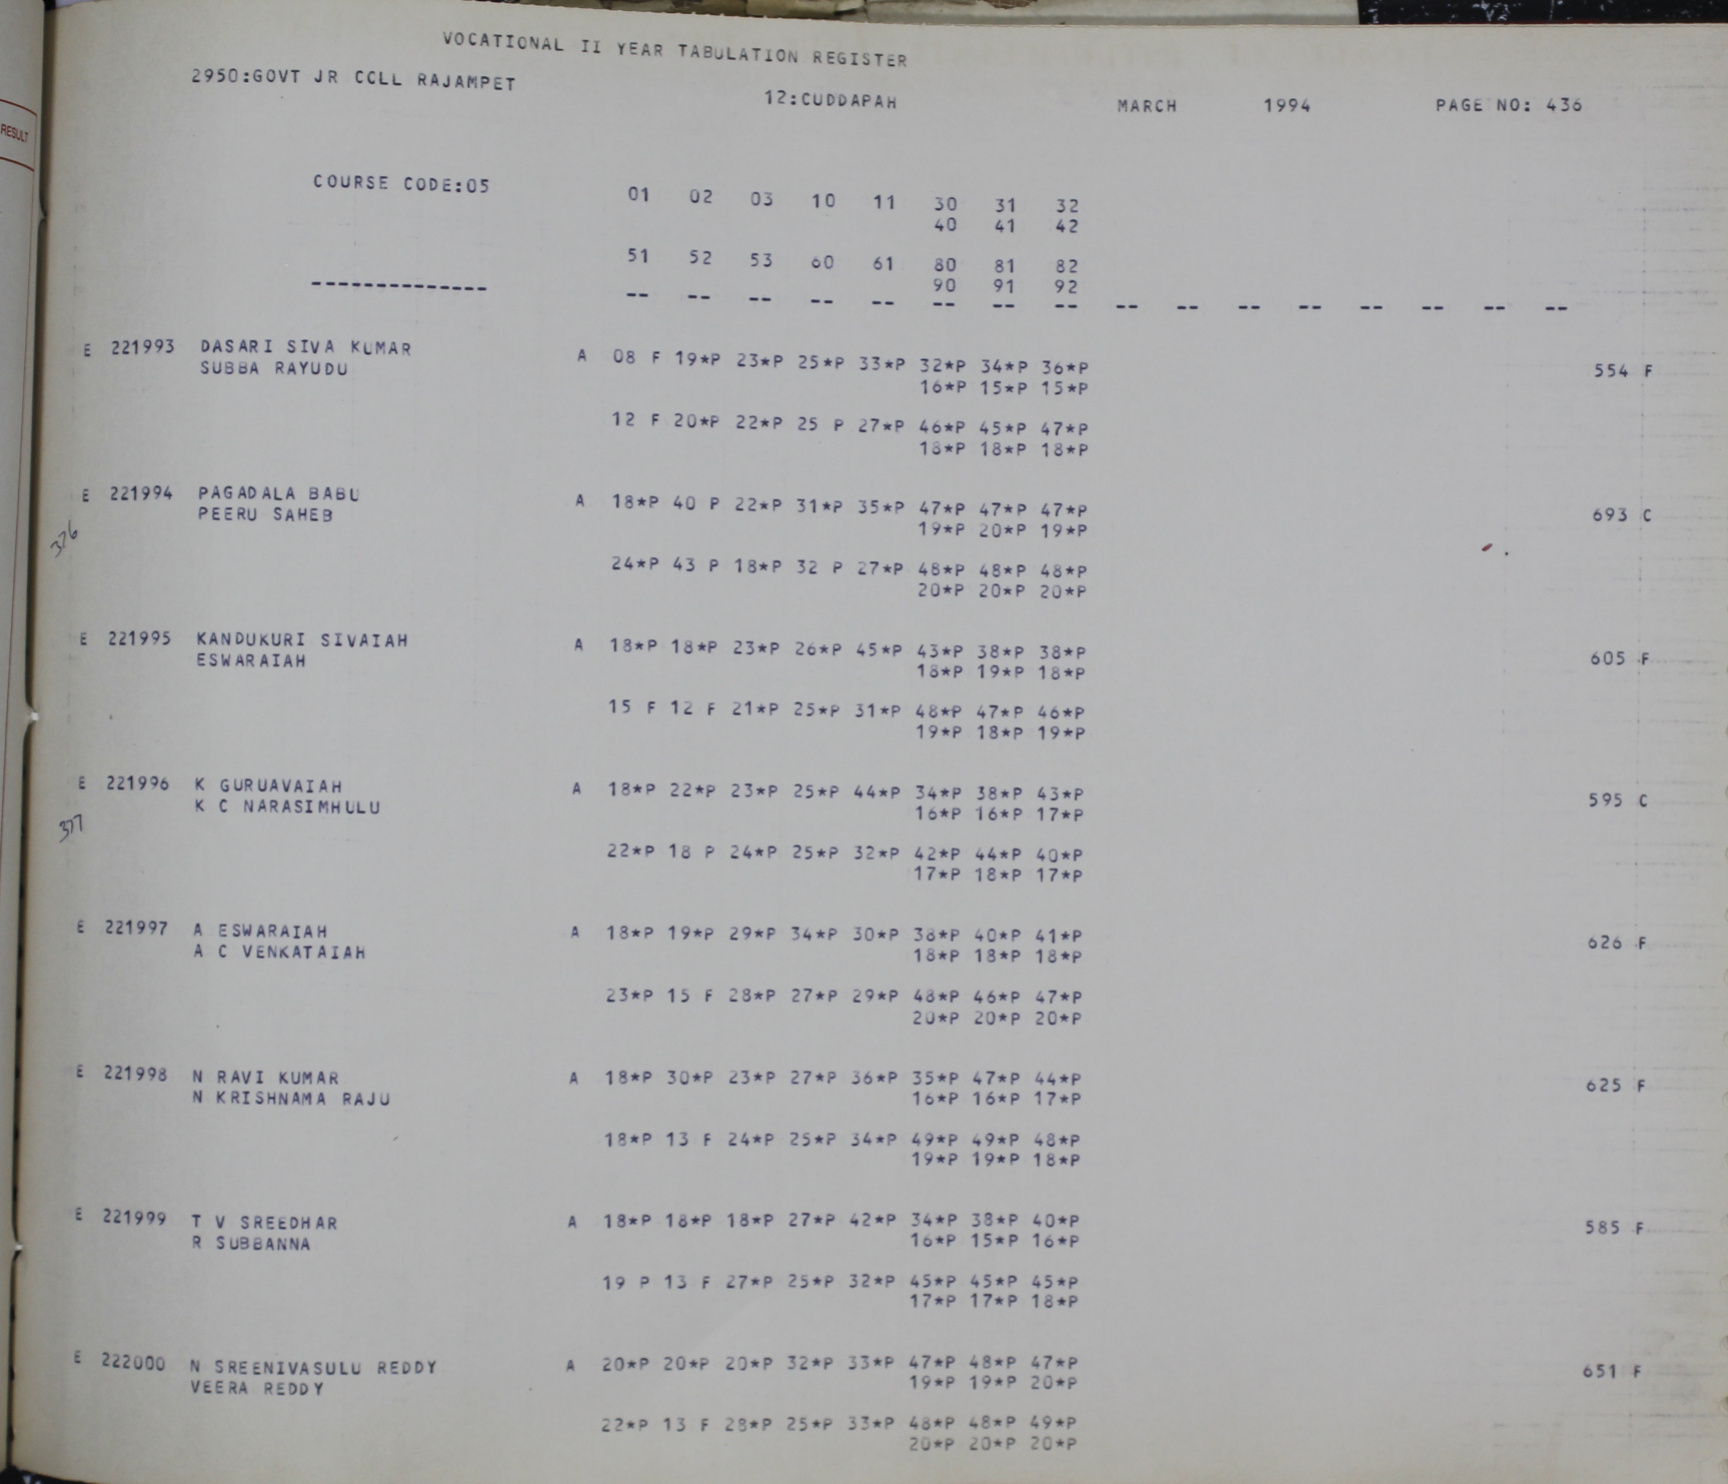 VOCATIONAL II YEAR TABULATION REGISTER
2950:GOVT JR CCLL RAJAMPET 12:CUDDAPAH MARCH 1994 PAGE NO: 436
RESULT
COURSE CODE:05 01 02 03 10 11 30 31 32
40 41 42
51 52 53 60 61 80 81 82
90 91 92
-------------- -- -- -- -- -- -- -- -- -- -- -- -- -- -- -- --
E 221993 DASARI SIVA KUMAR A 08 F 19*P 23*P 25*P 33*P 32*P 34*P 36*P 554 F
SUBBA RAYUDU 16*P 15*P 15*P
12 F 20*P 22*P 25 P 27*P 46*P 45*P 47*P
18*P 18*P 18*P
E 221994 PAGADALA BABU A 18*P 40 P 22*P 31*P 35*P 47*P 47*P 47*P 693 C
PEERU SAHEB 19*P 20*P 19*P
376
24*P 43 P 18*P 32 P 27*P 48*P 48*P 48*P
20*P 20*P 20*P
E 221995 KANDUKURI SIVAIAH A 18*P 18*P 23*P 26*P 45*P 43*P 38*P 38*P 605 F
ESWARAIAH 18*P 19*P 18*P
15 F 12 F 21*P 25*P 31*P 48*P 47*P 46*P
19*P 18*P 19*P
E 221996 K GURUAVAIAH A 18*P 22*P 23*P 25*P 44*P 34*P 38*P 43*P 595 C
K C NARASIMHULU 16*P 16*P 17*P
377
22*P 18 P 24*P 25*P 32*P 42*P 44*P 40*P
17*P 18*P 17*P
E 221997 A ESWARAIAH A 18*P 19*P 29*P 34*P 30*P 38*P 40*P 41*P 626 F
A C VENKATAIAH 18*P 18*P 18*P
23*P 15 F 28*P 27*P 29*P 48*P 46*P 47*P
20*P 20*P 20*P
E 221998 N RAVI KUMAR A 18*P 30*P 23*P 27*P 36*P 35*P 47*P 44*P 625 F
N KRISHNAMA RAJU 16*P 16*P 17*P
18*P 13 F 24*P 25*P 34*P 49*P 49*P 48*P
19*P 19*P 18*P
E 221999 T V SREEDHAR A 18*P 18*P 18*P 27*P 42*P 34*P 38*P 40*P 585 F
R SUBBANNA 16*P 15*P 16*P
19 P 13 F 27*P 25*P 32*P 45*P 45*P 45*P
17*P 17*P 18*P
E 222000 N SREENIVASULU REDDY A 20*P 20*P 20*P 32*P 33*P 47*P 48*P 47*P 651 F
VEERA REDDY 19*P 19*P 20*P
22*P 13 F 28*P 25*P 33*P 48*P 48*P 49*P
20*P 20*P 20*P